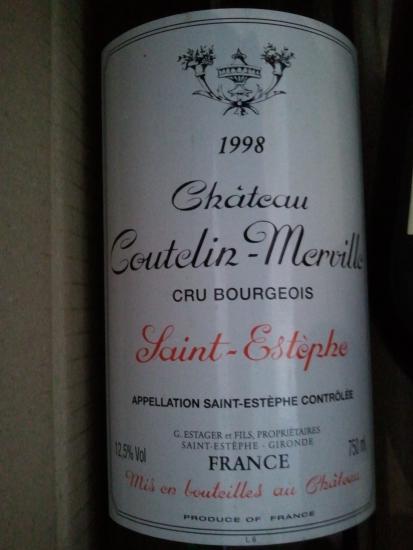 1998
Château
Coutelin-Merville
CRU BOURGEOIS
Saint-Estèphe
APPELLATION SAINT-ESTÈPHE CONTRÔLÉE
G. ESTAGER et FILS, PROPRIÉTAIRES
SAINT-ESTÈPHE - GIRONDE
12,5% Vol
FRANCE
750 ml
Mis en bouteilles au Château
PRODUCE OF FRANCE
L6